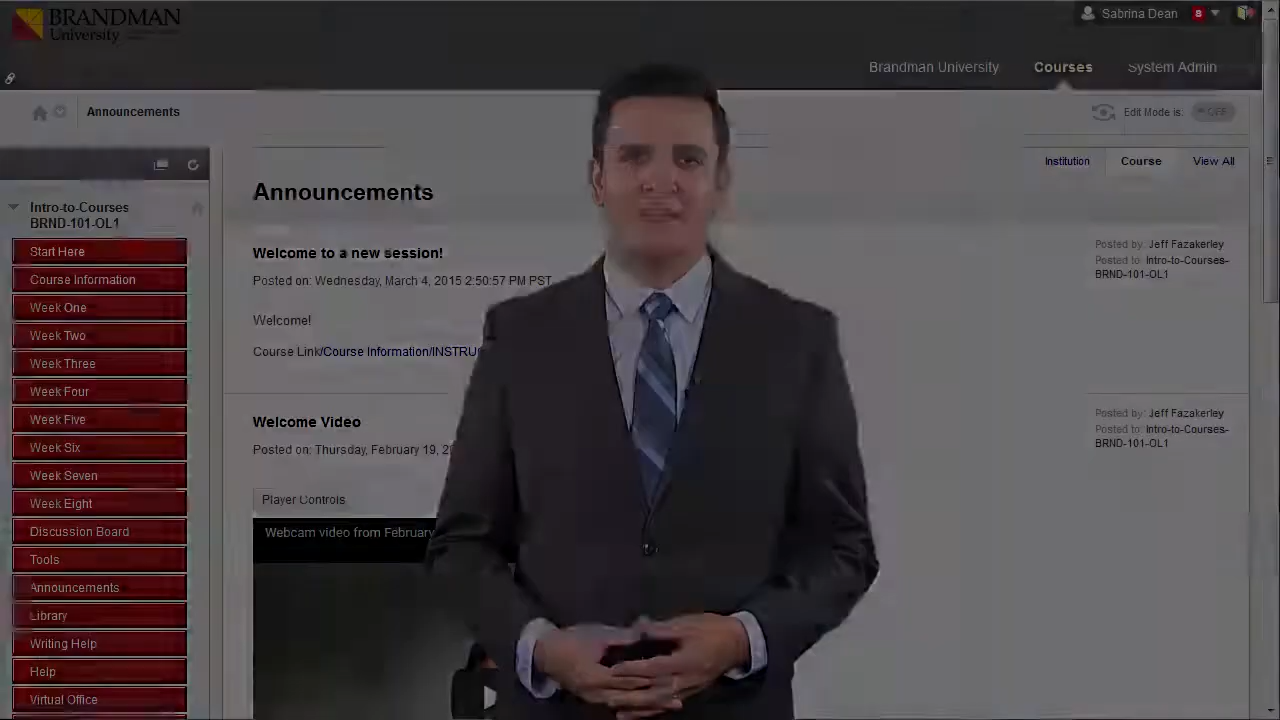 BRANDMAN
University
Sabrina Dean
8
Brandman University
Courses
System Admin
Announcements
Edit Mode is:
OFF
Institution
Course
View All
Intro-to-Courses
BRND-101-OL1
Start Here
Course Information
Week One
Week Two
Week Three
Week Four
Week Five
Week Six
Week Seven
Week Eight
Discussion Board
Tools
Announcements
Library
Writing Help
Help
Virtual Office
Announcements
Welcome to a new session!
Posted on: Wednesday, March 4, 2015 2:50:57 PM PST
Welcome!
Course Link/Course Information/INSTRU
Posted by: Jeff Fazakerley
Posted to: Intro-to-Courses-
BRND-101-OL1
Welcome Video
Posted on: Thursday, February 19, 2
Player Controls
Webcam video from February
Posted by: Jeff Fazakerley
Posted to: Intro-to-Courses-
BRND-101-OL1